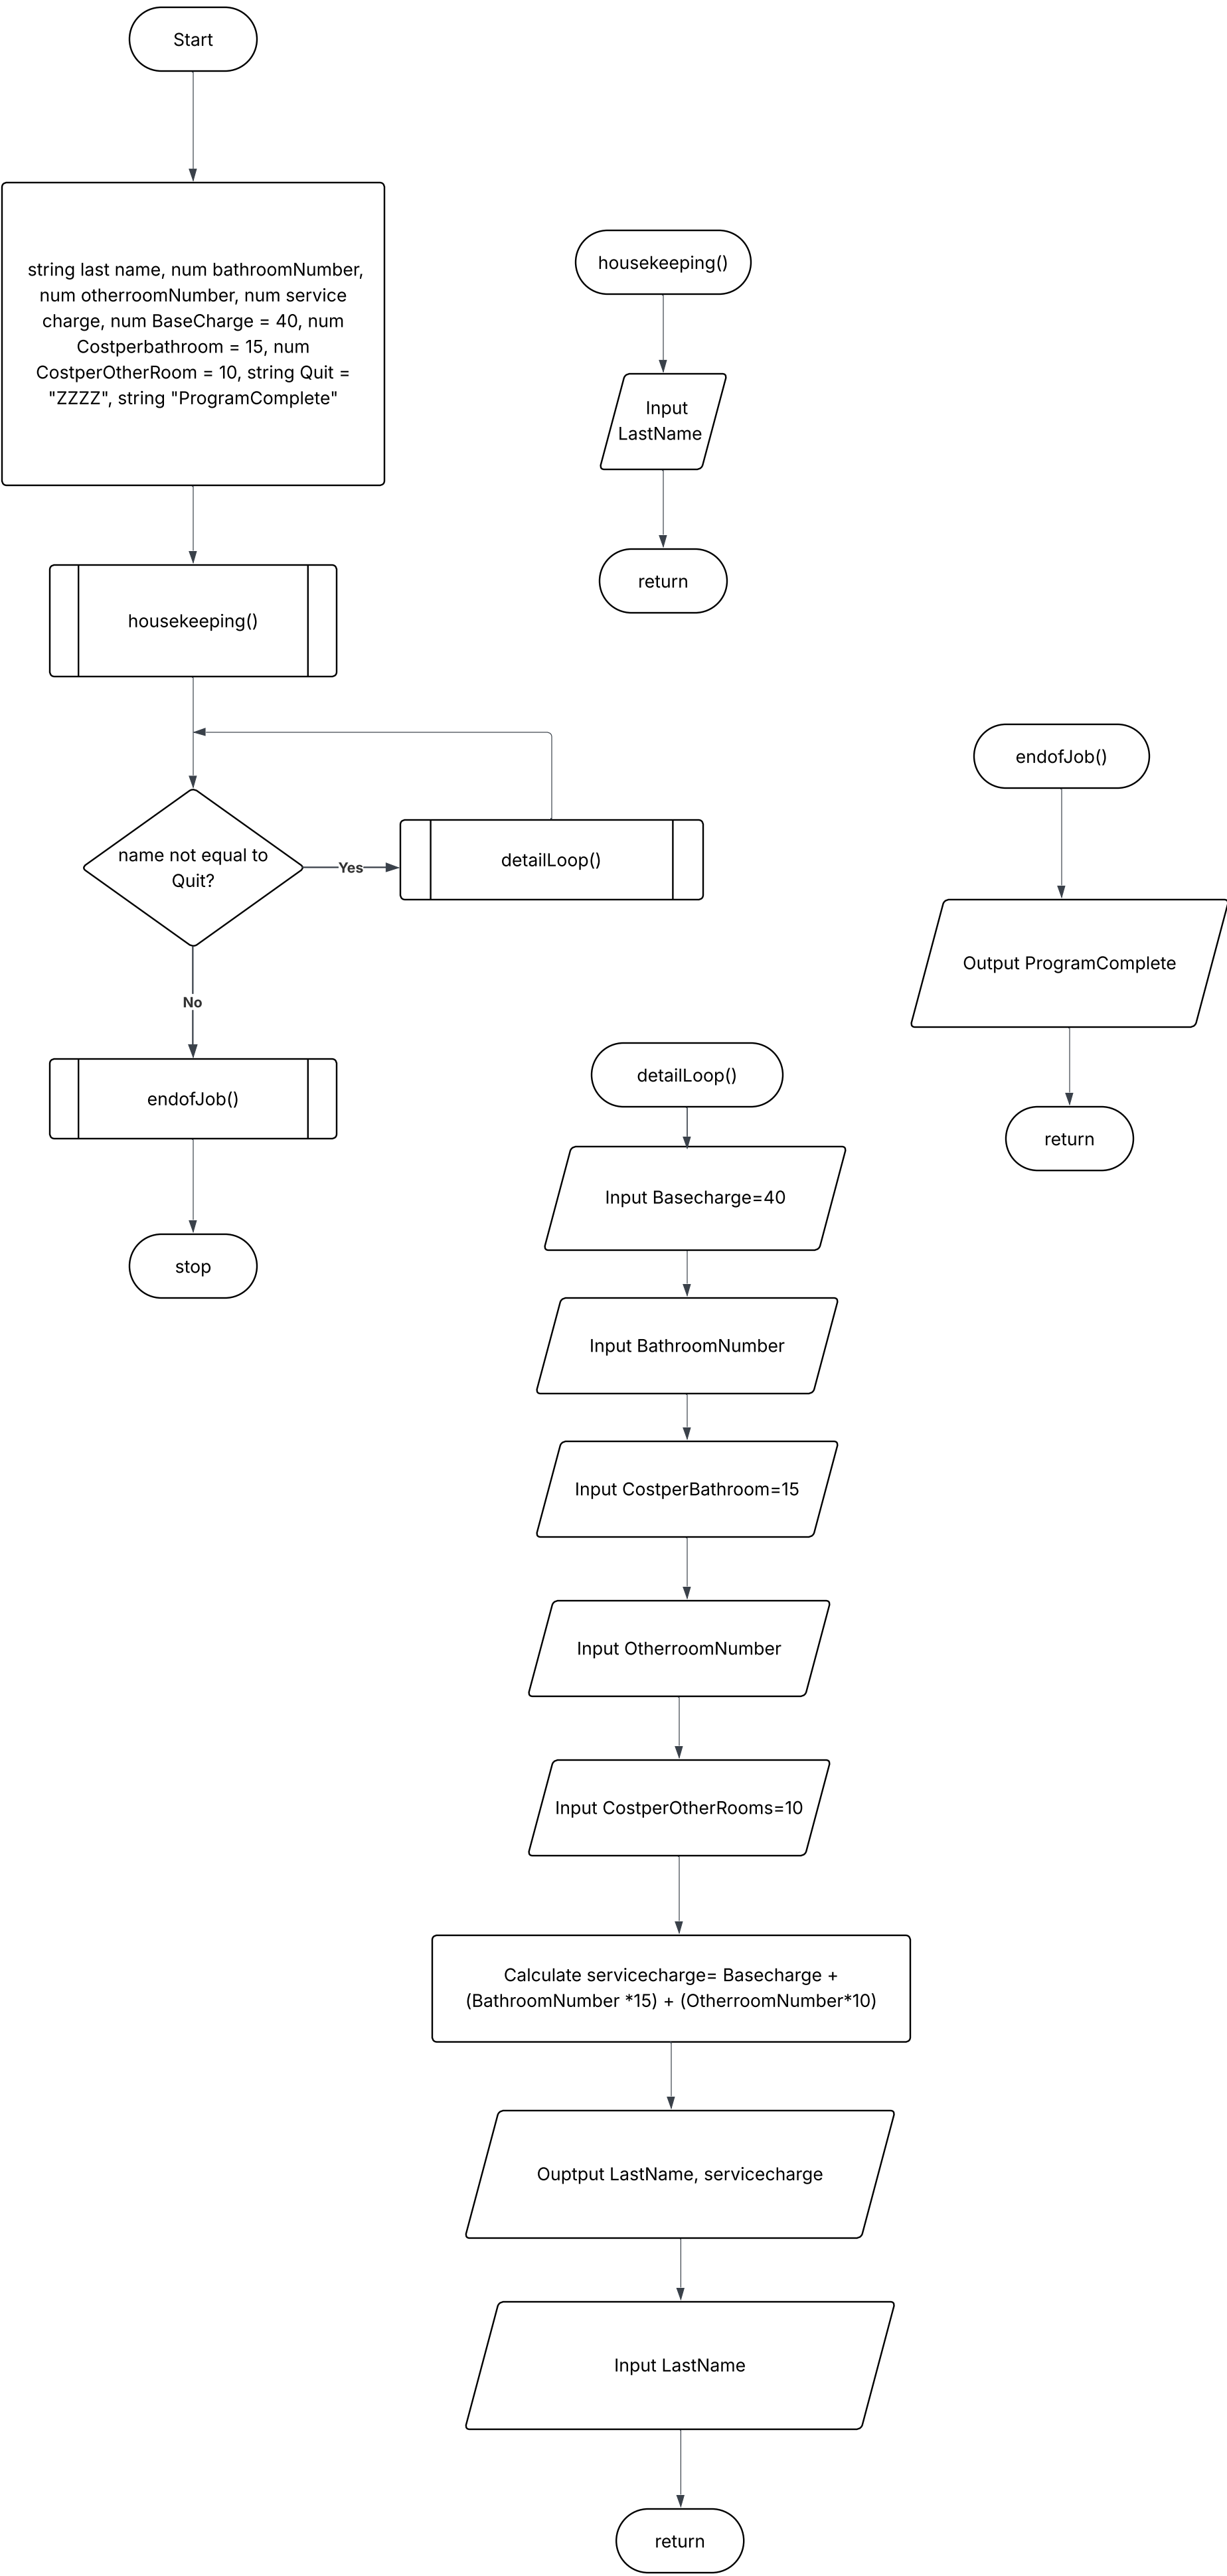 Start
string last name, num bathroomNumber,
num otherroomNumber, num service
charge, num BaseCharge = 40, num
Costperbathroom = 15, num
CostperOtherRoom = 10, string Quit =
"ZZZZ", string "ProgramComplete"
housekeeping()
name not equal to
Quit?
Yes
detailLoop()
No
endofJob()
stop
housekeeping()
Input
LastName
return
endofJob()
Output ProgramComplete
return
detailLoop()
Input Basecharge=40
Input BathroomNumber
Input CostperBathroom=15
Input OtherroomNumber
Input CostperOtherRooms=10
Calculate servicecharge= Basecharge +
(BathroomNumber *15) + (OtherroomNumber*10)
Ouptput LastName, servicecharge
Input LastName
return